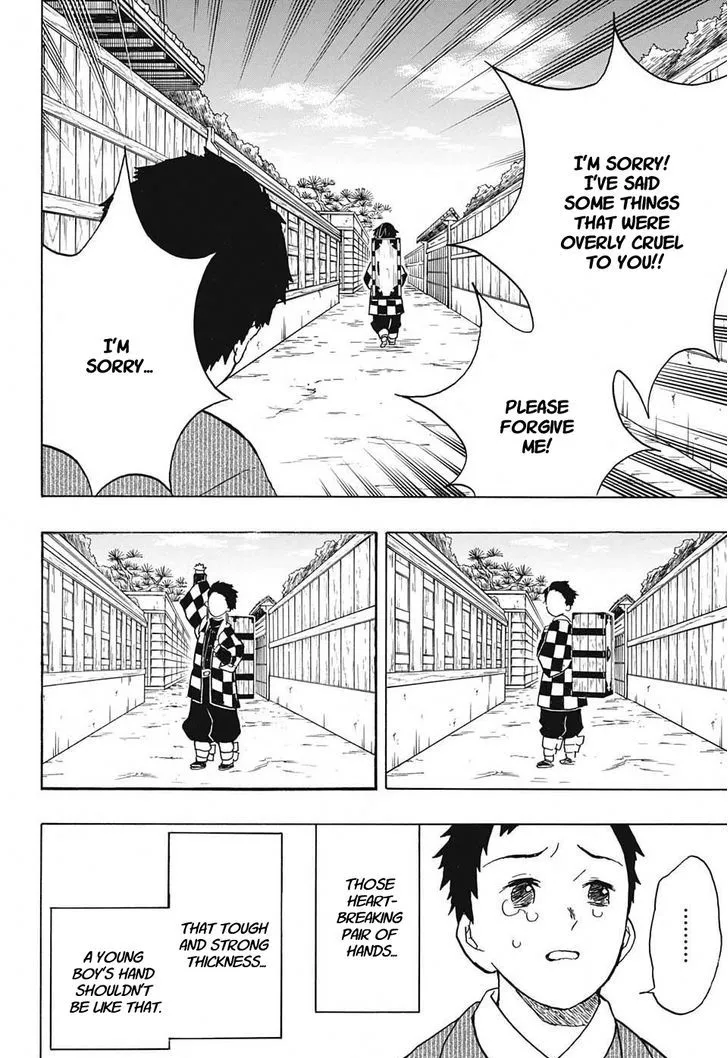 I'M SORRY!
I'VE SAID
SOME THINGS
THAT WERE
OVERLY CRUEL
TO YOU!!
PLEASE
FORGIVE
ME!
I'M
SORRY...
........
THOSE
HEART-
BREAKING
PAIR OF
HANDS...
THAT TOUGH
AND STRONG
THICKNESS...
A YOUNG
BOY'S HAND
SHOULDN'T
BE LIKE THAT.